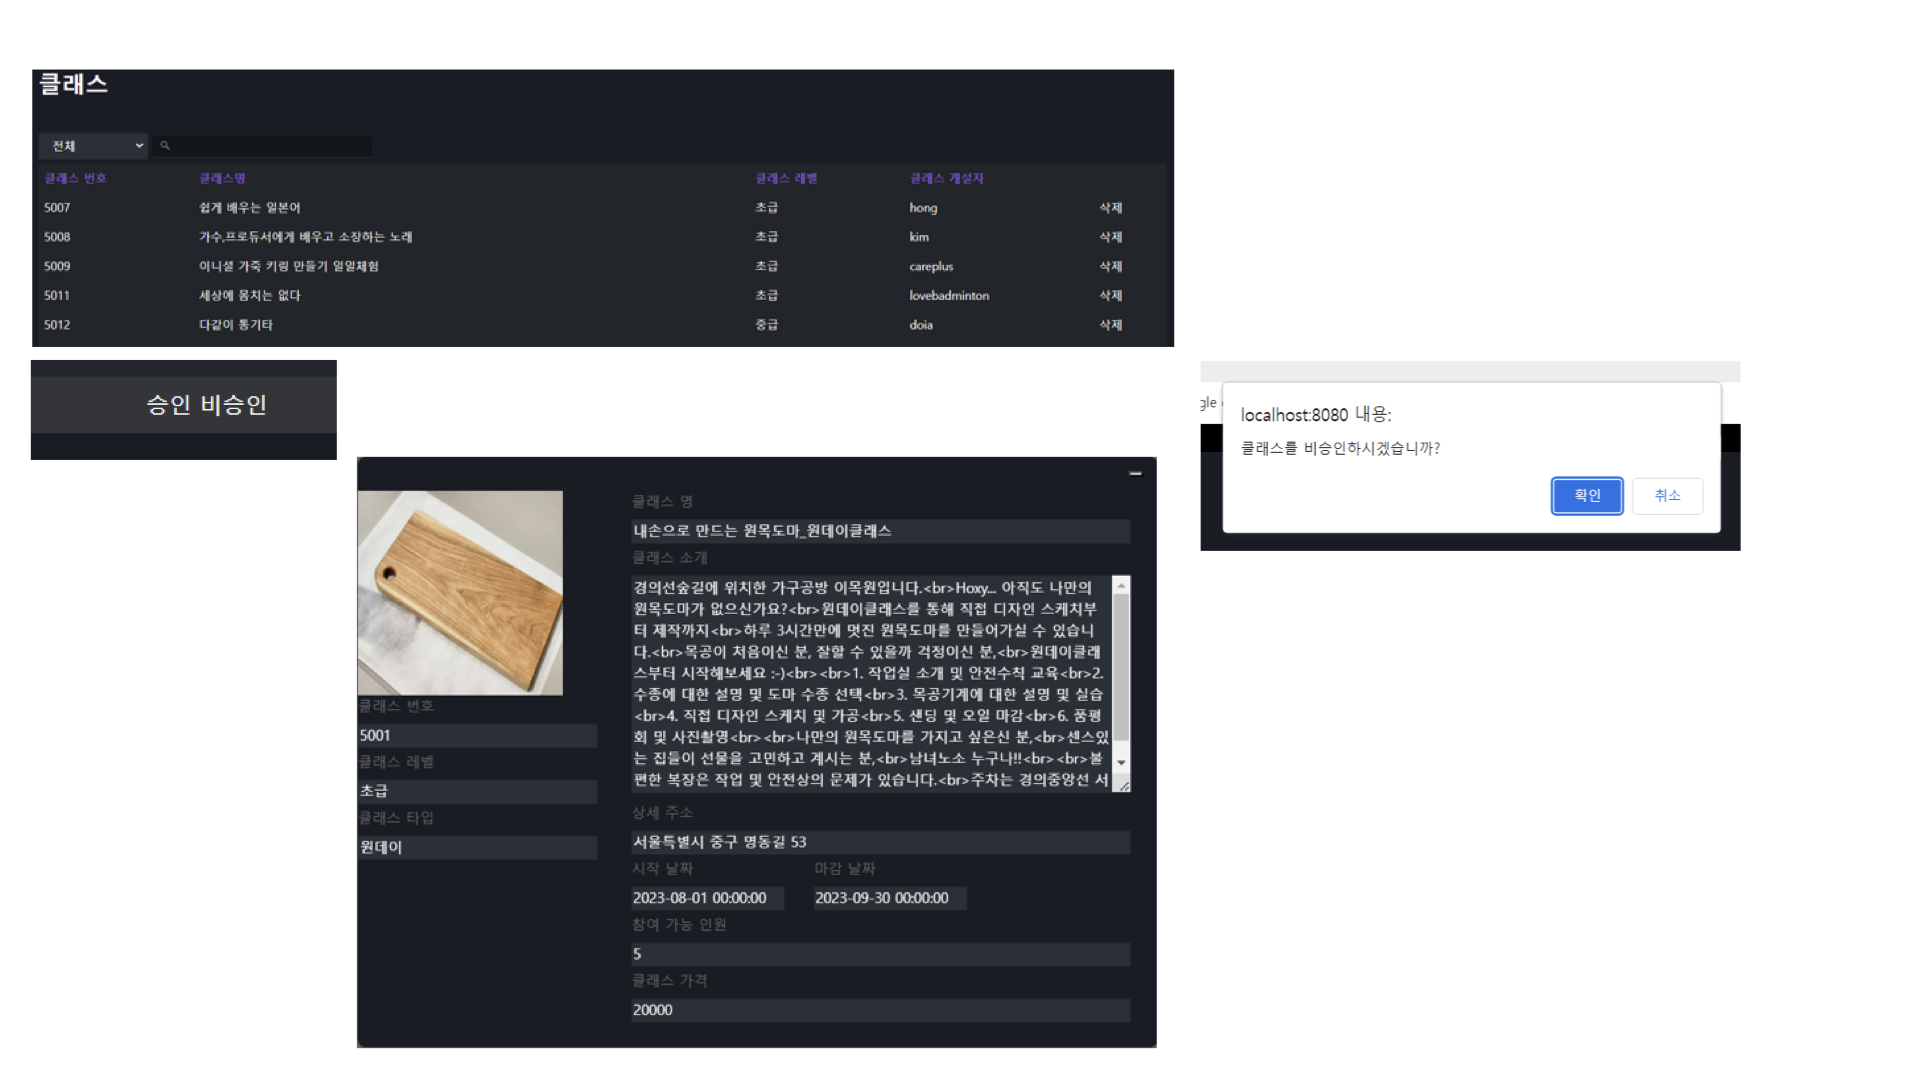 클래스
전체
클래스 번호 클래스명 클래스 레벨 클래스 개설자
5007 쉽게 배우는 일본어 초급 hong 삭제
5008 가수,프로듀서에게 배우고 소장하는 노래 초급 kim 삭제
5009 이니셜 가죽 키링 만들기 일일체험 초급 careplus 삭제
5011 세상에 몸치는 없다 초급 lovebadminton 삭제
5012 다같이 통기타 중급 doia 삭제
승인 비승인
gle
localhost:8080 내용:
클래스를 비승인하시겠습니까?
확인 취소
클래스 번호
5001
클래스 레벨
초급
클래스 타입
원데이
클래스 명
내손으로 만드는 원목도마_원데이클래스
클래스 소개
경의선숲길에 위치한 가구공방 이목원입니다.<br>Hoxy... 아직도 나만의
원목도마가 없으신가요?<br>원데이클래스를 통해 직접 디자인 스케치부
터 제작까지<br>하루 3시간만에 멋진 원목도마를 만들어가실 수 있습니
다.<br>목공이 처음이신 분, 잘할 수 있을까 걱정이신 분,<br>원데이클래
스부터 시작해보세요 :-)<br><br>1. 작업실 소개 및 안전수칙 교육<br>2.
수종에 대한 설명 및 도마 수종 선택<br>3. 목공기계에 대한 설명 및 실습
<br>4. 직접 디자인 스케치 및 가공<br>5. 샌딩 및 오일 마감<br>6. 품평
회 및 사진촬영<br><br>나만의 원목도마를 가지고 싶은신 분,<br>센스있
는 집들이 선물을 고민하고 계시는 분,<br>남녀노소 누구나!!<br><br>불
편한 복장은 작업 및 안전상의 문제가 있습니다.<br>주차는 경의중앙선 서
상세 주소
서울특별시 중구 명동길 53
시작 날짜 마감 날짜
2023-08-01 00:00:00 2023-09-30 00:00:00
참여 가능 인원
5
클래스 가격
20000